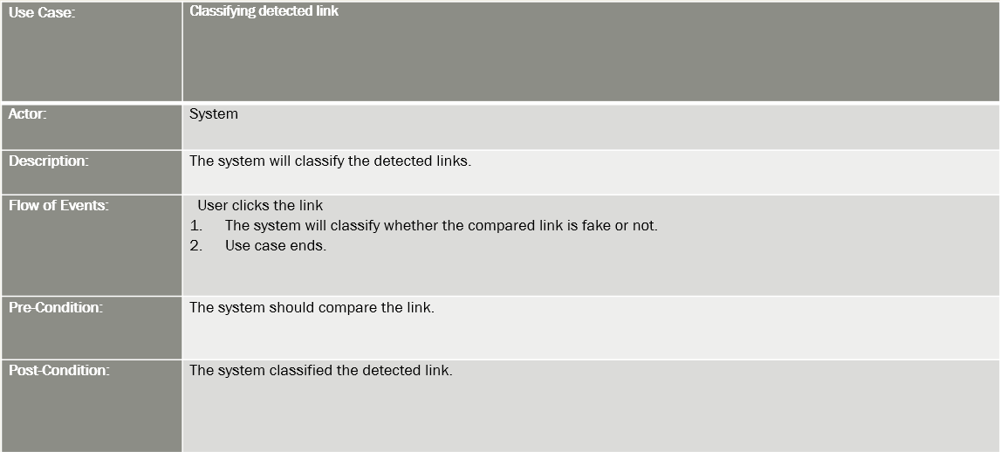 Use Case: Classifying detected link
Actor: System
Description: The system will classify the detected links.
Flow of Events: User clicks the link
1. The system will classify whether the compared link is fake or not.
2. Use case ends.
Pre-Condition: The system should compare the link.
Post-Condition: The system classified the detected link.